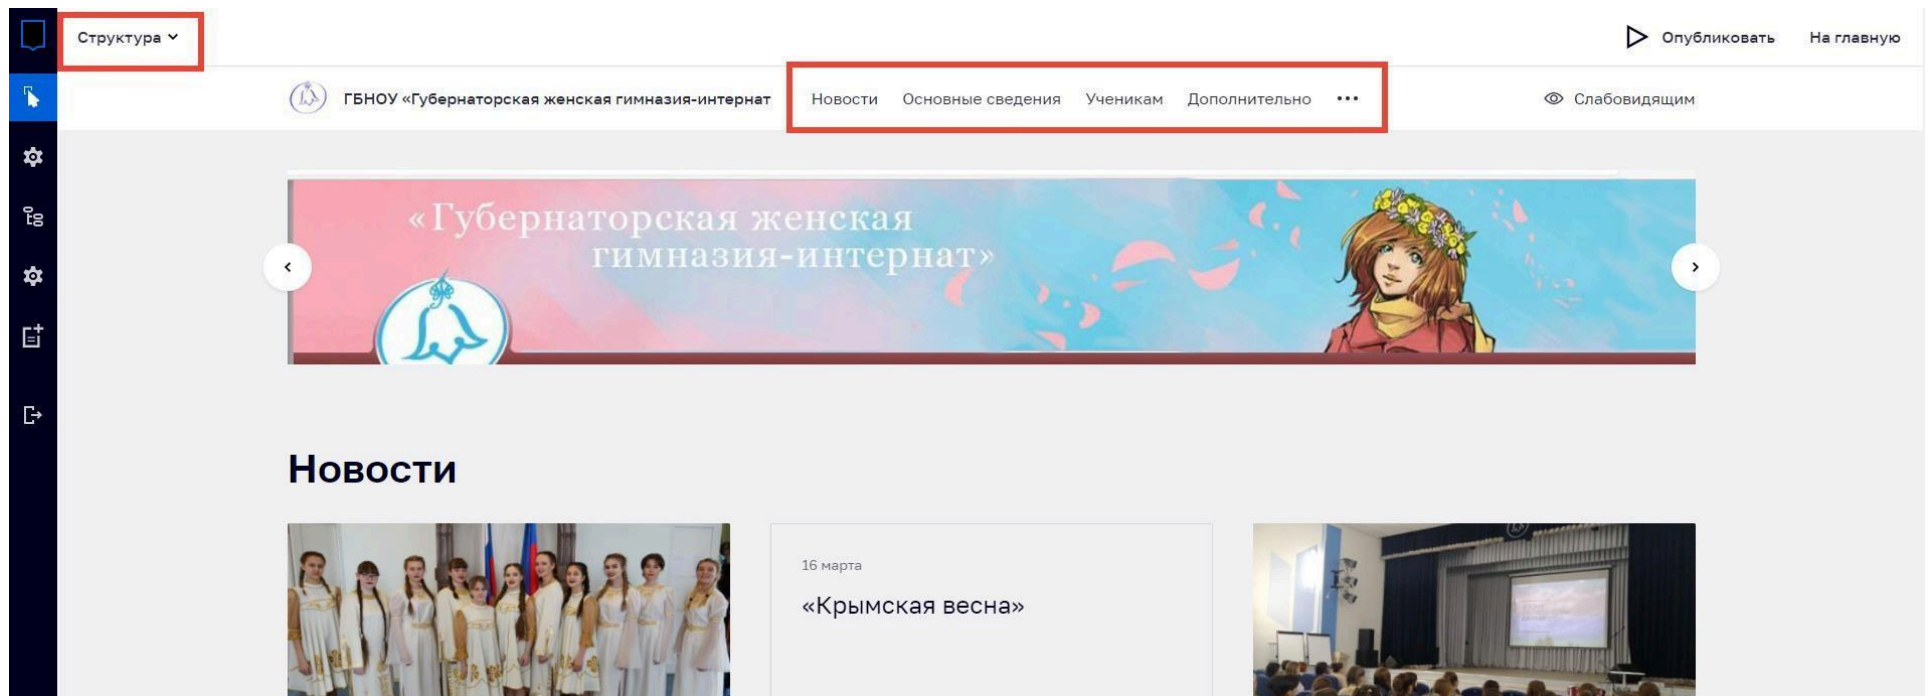 Структура
Опубликовать
На главную
ГБНОУ «Губернаторская женская гимназия-интернат
Новости
Основные сведения
Ученикам
Дополнительно
Слабовидящим
«Губернаторская женская
гимназия-интернат»
Новости
16 марта
«Крымская весна»